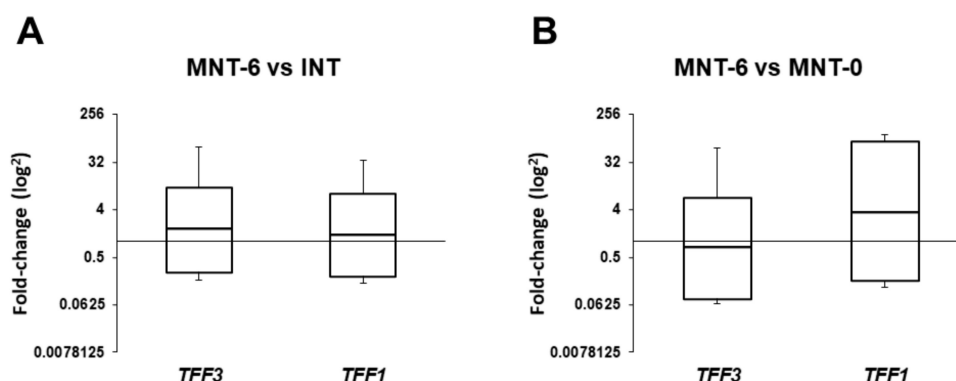 A
MNT-6 vs INT
Fold-change (log²)
256
32
4
0.5
0.0625
0.0078125
TFF3 TFF1
B
MNT-6 vs MNT-0
Fold-change (log²)
256
32
4
0.5
0.0625
0.0078125
TFF3 TFF1